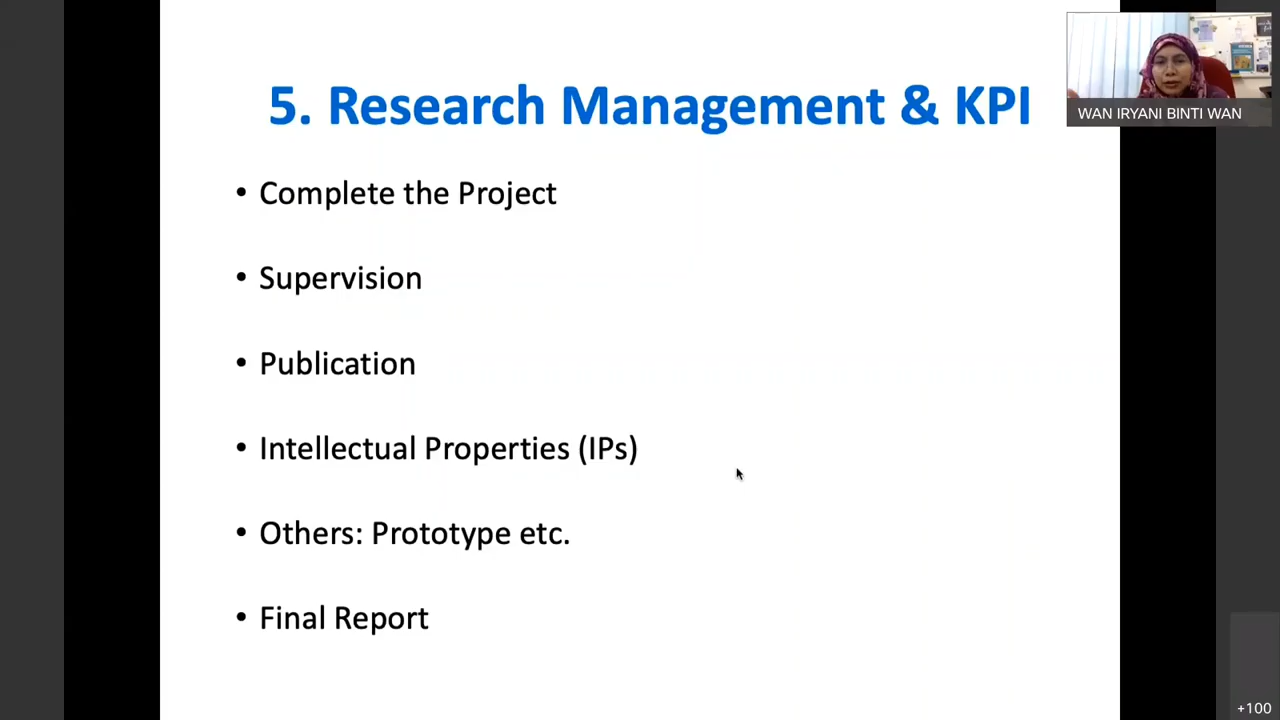 5. Research Management & KPI
WAN IRYANI BINTI WAN
• Complete the Project
• Supervision
• Publication
• Intellectual Properties (IPs)
• Others: Prototype etc.
• Final Report
+100